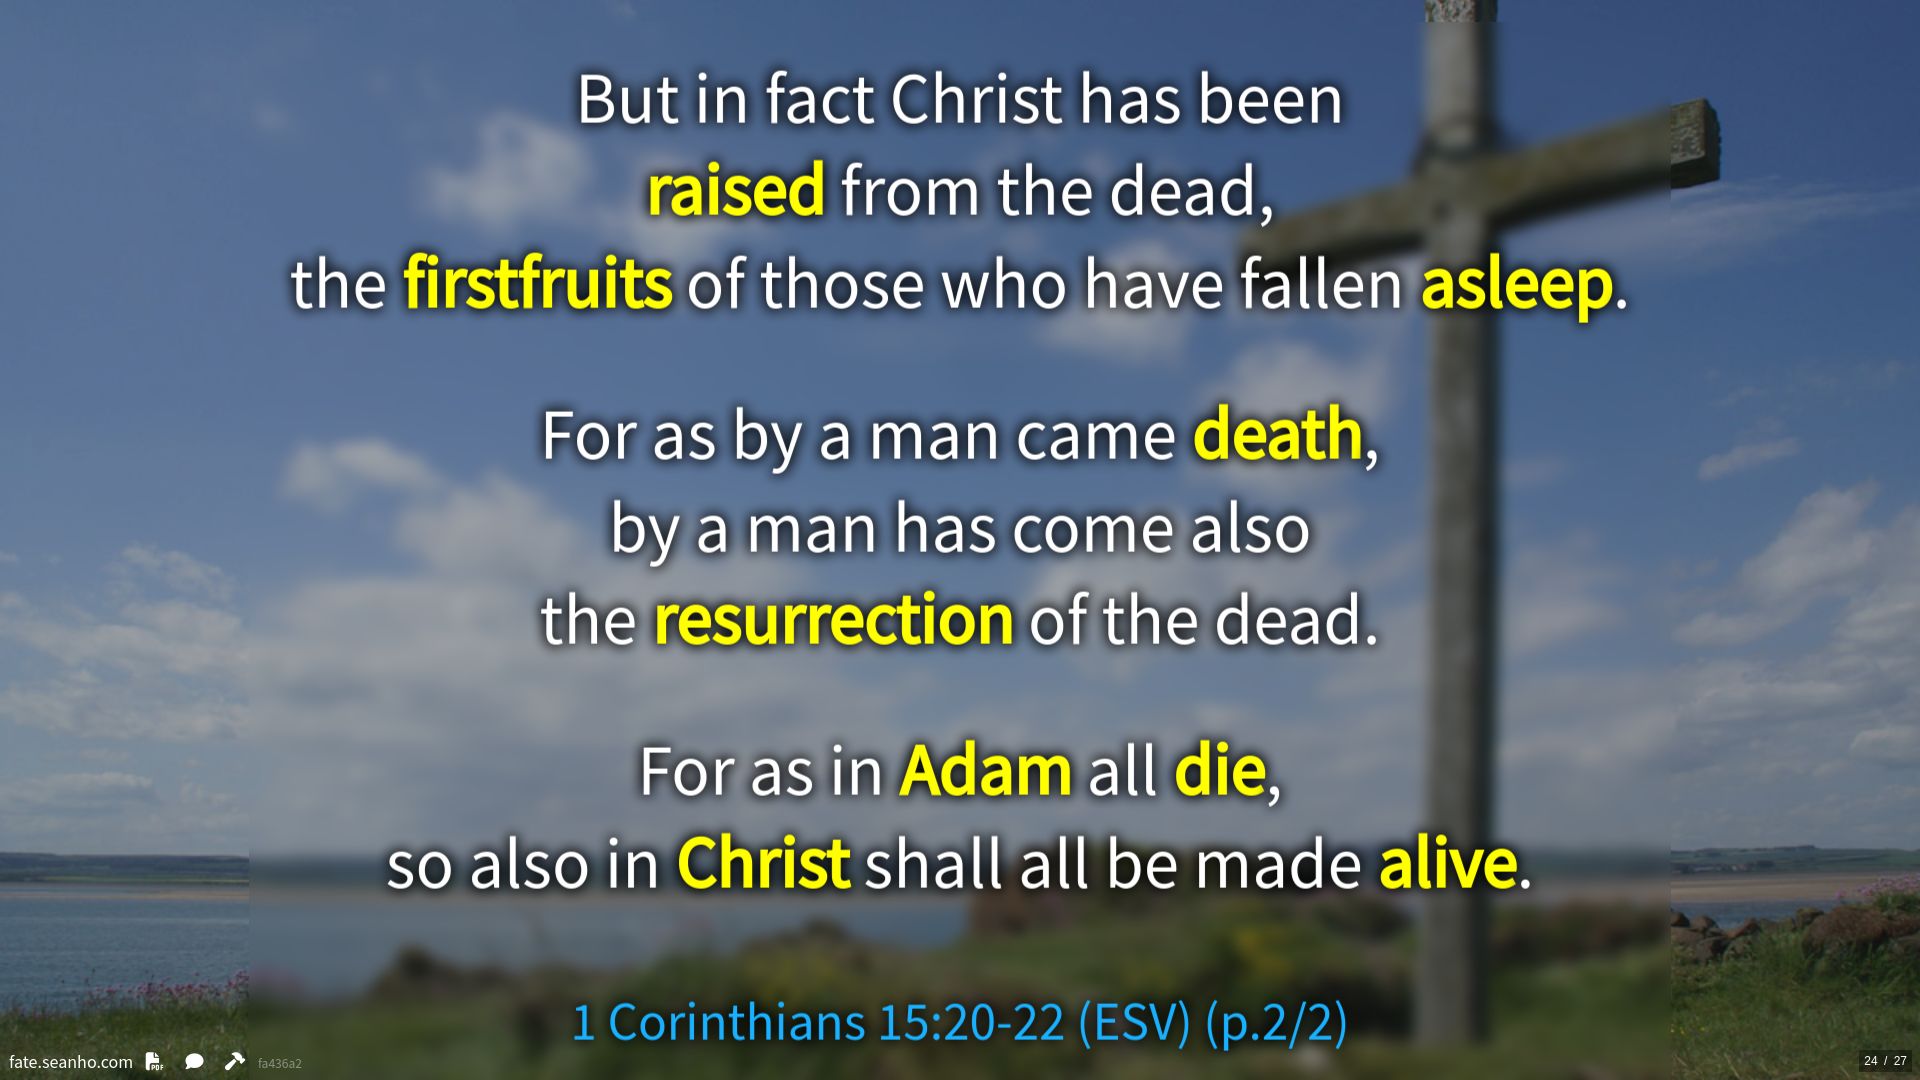 But in fact Christ has been
raised from the dead,
the firstfruits of those who have fallen asleep.
For as by a man came death,
by a man has come also
the resurrection of the dead.
For as in Adam all die,
so also in Christ shall all be made alive.
1 Corinthians 15:20-22 (ESV) (p.2/2)
fate.seanho.com PDF fa436a2
24 / 27